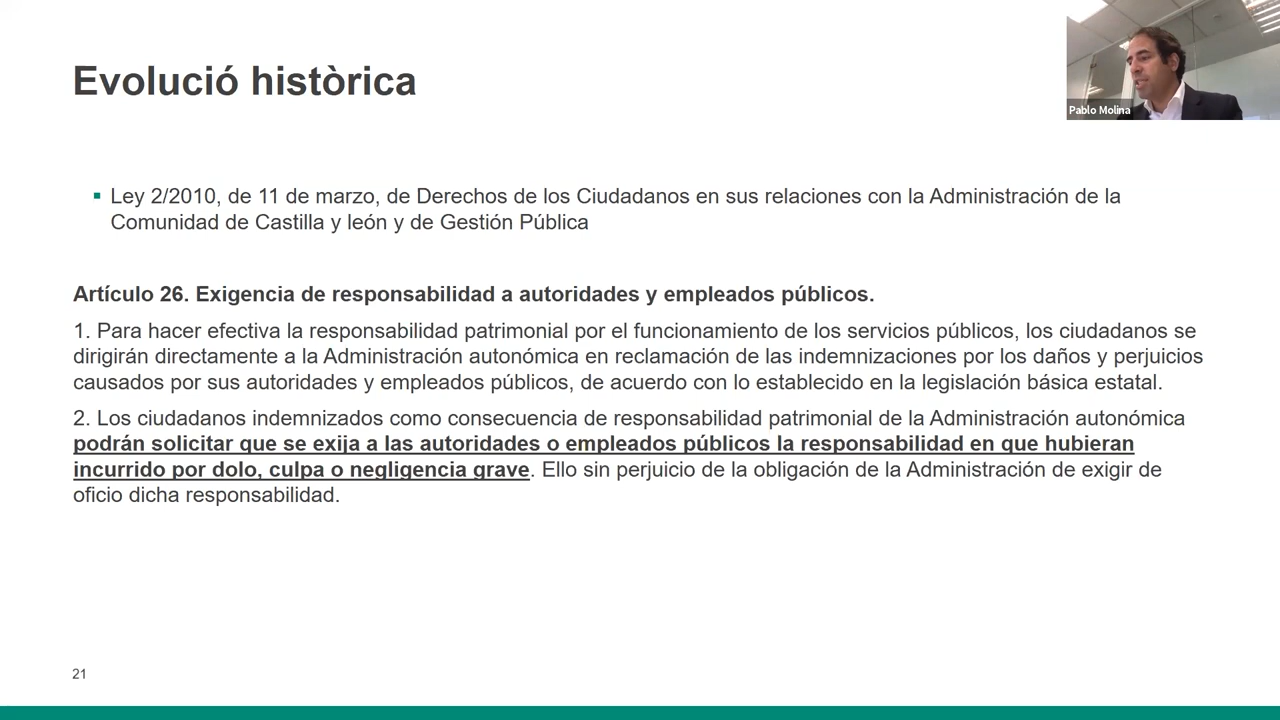 Evolució històrica
Pablo Molina
Ley 2/2010, de 11 de marzo, de Derechos de los Ciudadanos en sus relaciones con la Administración de la
Comunidad de Castilla y león y de Gestión Pública
Artículo 26. Exigencia de responsabilidad a autoridades y empleados públicos.
1. Para hacer efectiva la responsabilidad patrimonial por el funcionamiento de los servicios públicos, los ciudadanos se
dirigirán directamente a la Administración autonómica en reclamación de las indemnizaciones por los daños y perjuicios
causados por sus autoridades y empleados públicos, de acuerdo con lo establecido en la legislación básica estatal.
2. Los ciudadanos indemnizados como consecuencia de responsabilidad patrimonial de la Administración autonómica
podrán solicitar que se exija a las autoridades o empleados públicos la responsabilidad en que hubieran
incurrido por dolo, culpa o negligencia grave. Ello sin perjuicio de la obligación de la Administración de exigir de
oficio dicha responsabilidad.
21